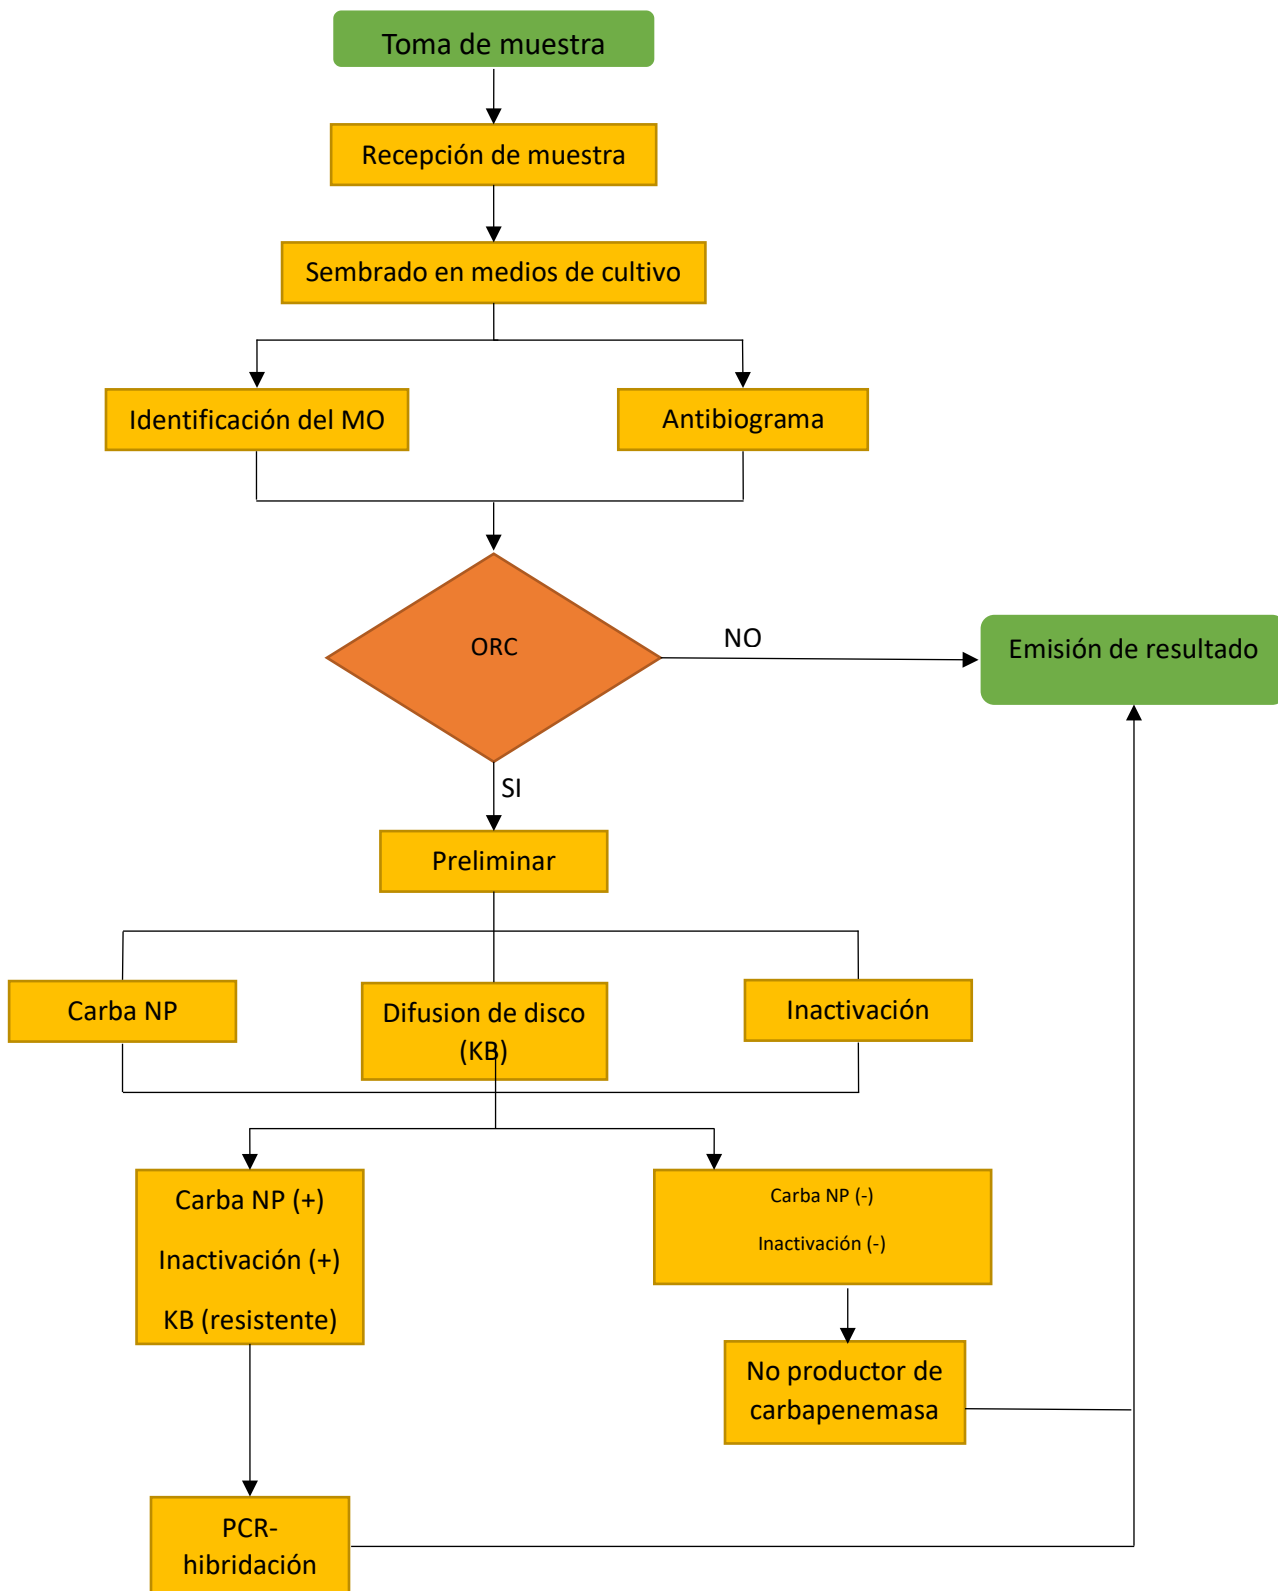 Toma de muestra
Recepción de muestra
Sembrado en medios de cultivo
Identificación del MO
Antibiograma
ORC
NO
Emisión de resultado
SI
Preliminar
Carba NP
Difusion de disco
(KB)
Inactivación
Carba NP (+)
Inactivación (+)
KB (resistente)
Carba NP (-)
Inactivación (-)
No productor de
carbapenemasa
PCR-
hibridación